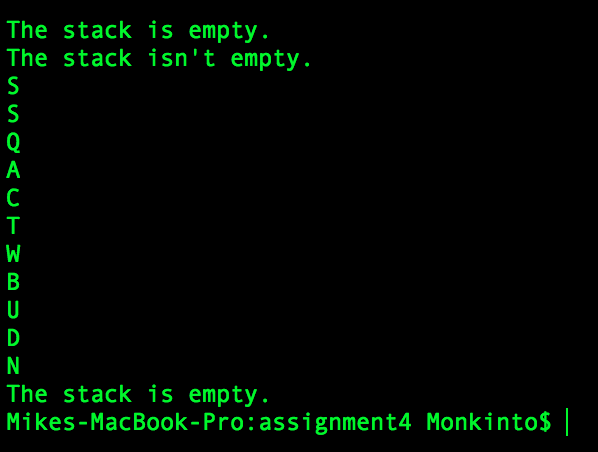 The stack is empty.
The stack isn't empty.
S
S
Q
A
C
T
W
B
U
D
N
The stack is empty.
Mikes-MacBook-Pro:assignment4 Monkinto$